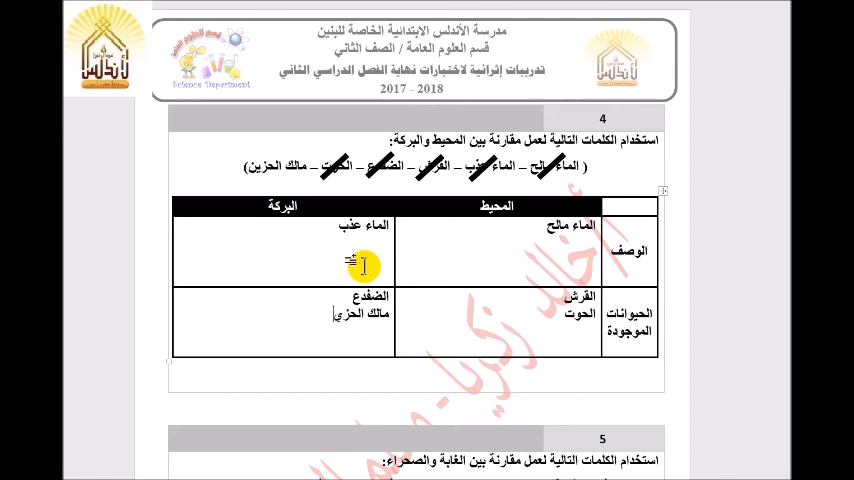 مدرسة الأندلس الابتدائية الخاصة للبنين
قسم العلوم العامة / الصف الثاني
تدريبات إثرائية لاختبارات نهاية الفصل الدراسي الثاني
2017 - 2018
Science Department
4
استخدام الكلمات التالية لعمل مقارنة بين المحيط والبركة:
( الماء مالح – الماء عذب – القرش – الضفدع – الحوت – مالك الحزين)
المحيط البركة
الوصف الماء مالح الماء عذب
الحيوانات الموجودة
القرش الضفدع
الحوت مالك الحزي
5
استخدام الكلمات التالية لعمل مقارنة بين الغابة والصحراء: